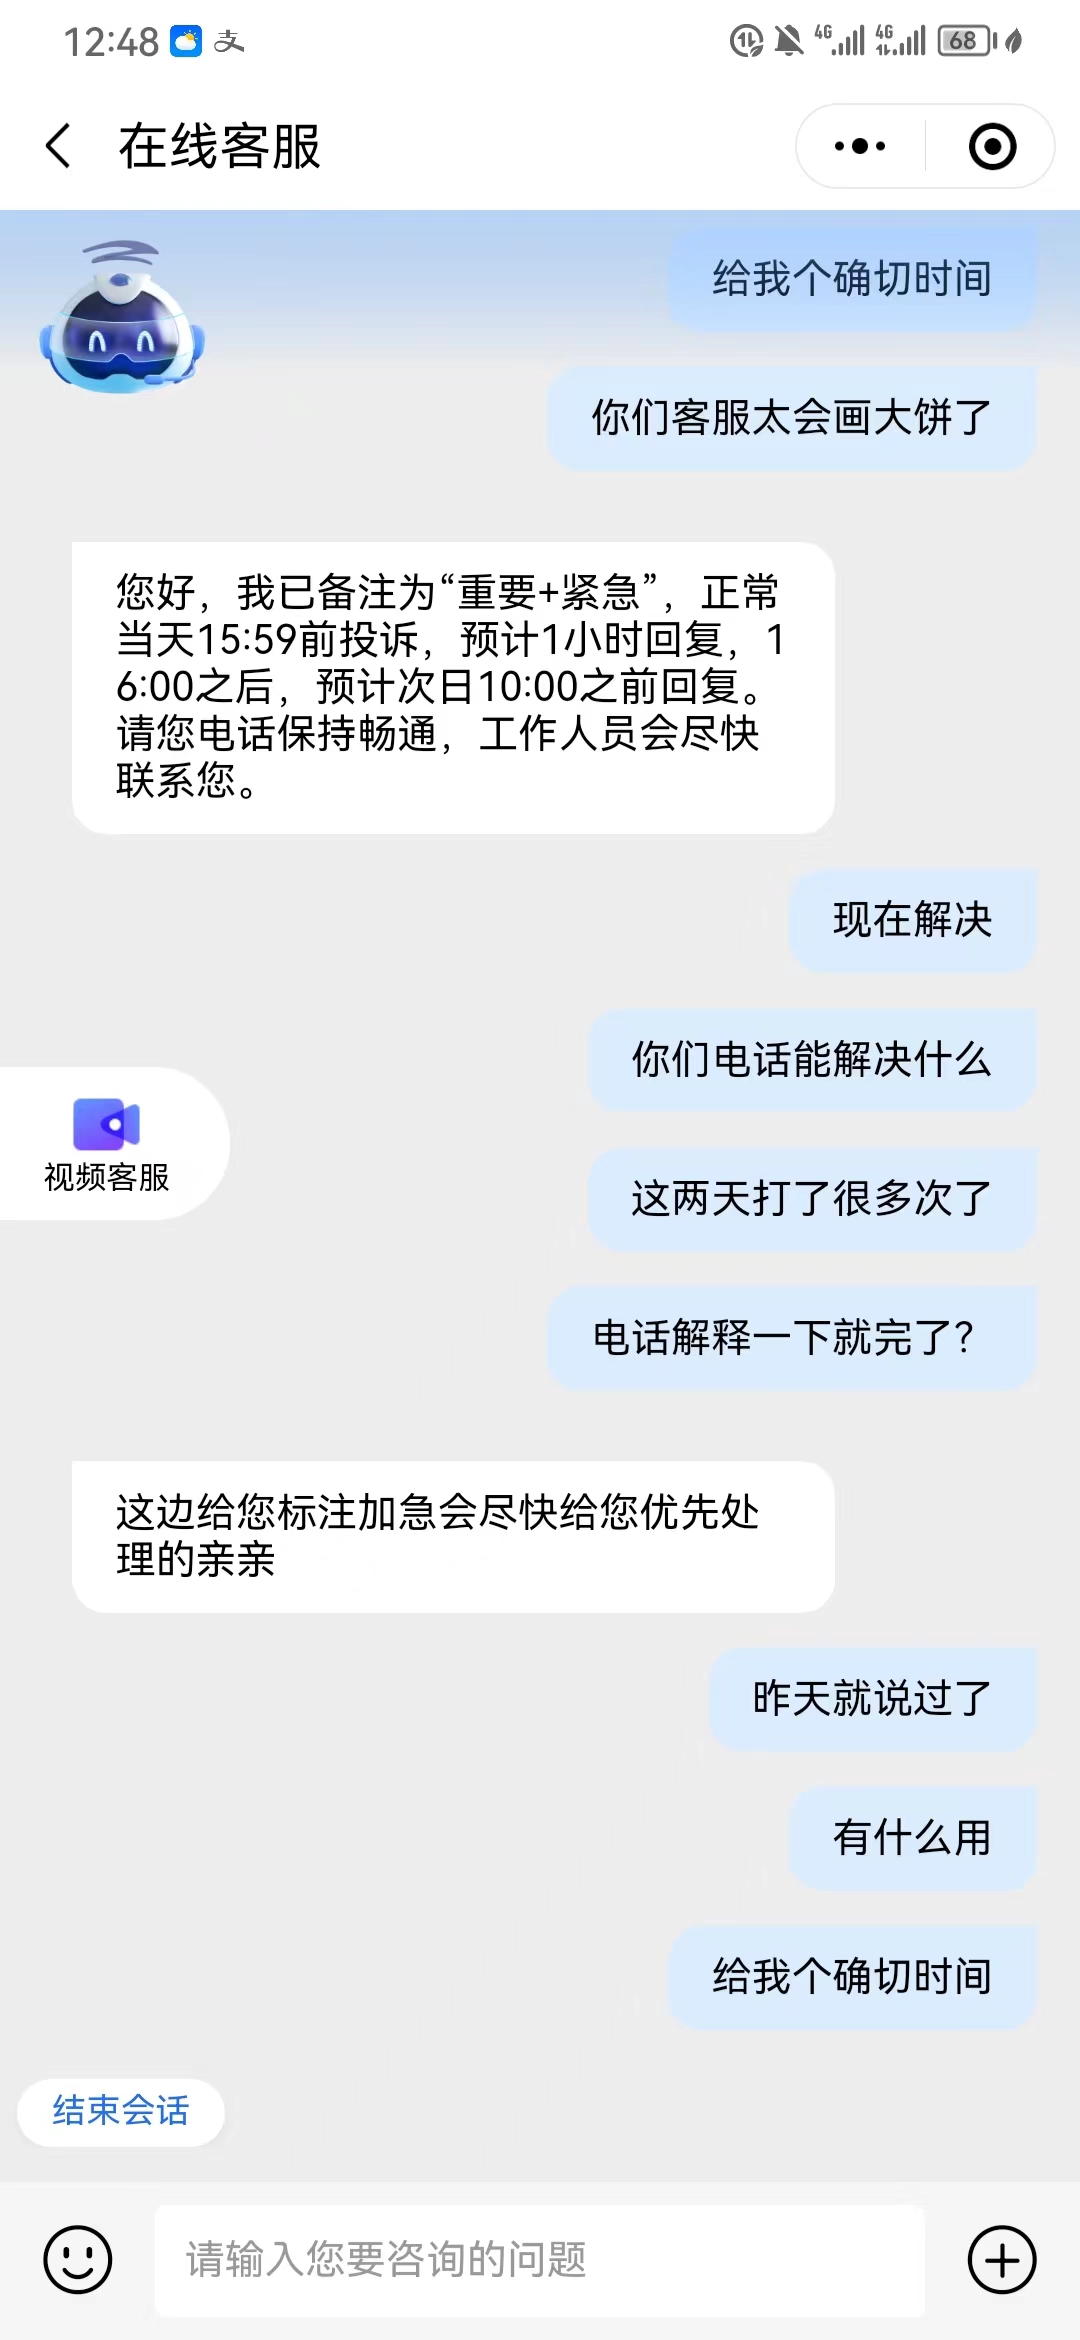 12:48
支
4G
4G
68
在线客服
给我个确切时间
你们客服太会画大饼了
您好，我已备注为“重要+紧急”，正常
当天15:59前投诉，预计1小时回复，1
6:00之后，预计次日10:00之前回复。
请您电话保持畅通，工作人员会尽快
联系您。
现在解决
你们电话能解决什么
视频客服
这两天打了很多次了
电话解释一下就完了？
这边给您标注加急会尽快给您优先处
理的亲亲
昨天就说过了
有什么用
给我个确切时间
结束会话
请输入您要咨询的问题